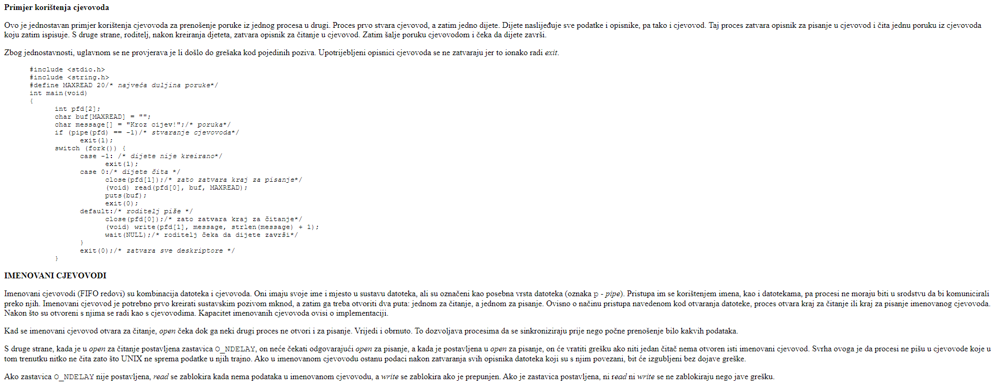 Primjer korištenja cjevovoda
Ovo je jednostavan primjer korištenja cjevovoda za prenošenje poruke iz jednog procesa u drugi. Proces prvo stvara cjevovod, a zatim jedno dijete. Dijete naslijeđuje sve podatke i opisnike, pa tako i cjevovod. Taj proces zatvara opisnik za pisanje u cjevovod i čita jednu poruku iz cjevovoda
koju zatim ispisuje. S druge strane, roditelj, nakon kreiranja djeteta, zatvara opisnik za čitanje u cjevovod. Zatim šalje poruku cjevovodom i čeka da dijete završi.
Zbog jednostavnosti, uglavnom se ne provjerava je li došlo do grešaka kod pojedinih poziva. Upotrijebljeni opisnici cjevovoda se ne zatvaraju jer to ionako radi exit.
#include <stdio.h>
#include <string.h>
#define MAXREAD 20/* najveća duljina poruke*/
int main(void)
{
int pfd[2];
char buf[MAXREAD] = "";
char message[] = "Kroz cijev!";/* poruka*/
if (pipe(pfd) == -1)/* stvaranje cjevovoda*/
exit(1);
switch (fork()) {
case -1: /* dijete nije kreirano*/
exit(1);
case 0:/* dijete čita */
close(pfd[1]);/* zato zatvara kraj za pisanje*/
(void) read(pfd[0], buf, MAXREAD);
puts(buf);
exit(0);
default:/* roditelj piše */
close(pfd[0]);/* zato zatvara kraj za čitanje*/
(void) write(pfd[1], message, strlen(message) + 1);
wait(NULL);/* roditelj čeka da dijete završi*/
}
exit(0);/* zatvara sve deskriptore */
}
IMENOVANI CJEVOVODI
Imenovani cjevovodi (FIFO redovi) su kombinacija datoteka i cjevovoda. Oni imaju svoje ime i mjesto u sustavu datoteka, ali su označeni kao posebna vrsta datoteka (oznaka p - pipe). Pristupa im se korištenjem imena, kao i datotekama, pa procesi ne moraju biti u srodstvu da bi komunicirali
preko njih. Imenovani cjevovod je potrebno prvo kreirati sustavskim pozivom mknod, a zatim ga treba otvoriti dva puta: jednom za čitanje, a jednom za pisanje. Ovisno o načinu pristupa navedenom kod otvaranja datoteke, proces otvara kraj za čitanje ili kraj za pisanje imenovanog cjevovoda.
Nakon što su otvoreni s njima se radi kao s cjevovodima. Kapacitet imenovanih cjevovoda ovisi o implementaciji.
Kad se imenovani cjevovod otvara za čitanje, open čeka dok ga neki drugi proces ne otvori i za pisanje. Vrijedi i obrnuto. To dozvoljava procesima da se sinkroniziraju prije nego počne prenošenje bilo kakvih podataka.
S druge strane, kada je u open za čitanje postavljena zastavica O_NDELAY, on neće čekati odgovarajući open za pisanje, a kada je postavljena u open za pisanje, on će vratiti grešku ako niti jedan čitač nema otvoren isti imenovani cjevovod. Svrha ovoga je da procesi ne pišu u cjevovode koje u
tom trenutku nitko ne čita zato što UNIX ne sprema podatke u njih trajno. Ako u imenovanom cjevovodu ostanu podaci nakon zatvaranja svih opisnika datoteka koji su s njim povezani, bit će izgubljeni bez dojave greške.
Ako zastavica O_NDELAY nije postavljena, read se zablokira kada nema podataka u imenovanom cjevovodu, a write se zablokira ako je prepunjen. Ako je zastavica postavljena, ni read ni write se ne zablokiraju nego jave grešku.